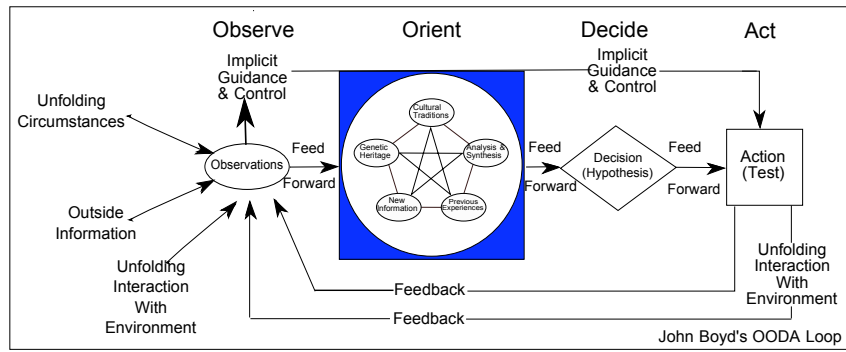 Observe
Orient
Decide
Act
Implicit
Guidance
& Control
Implicit
Guidance
& Control
Unfolding
Circumstances
Observations
Feed
Forward
Cultural
Traditions
Genetic
Heritage
Analysis &
Synthesis
New
Information
Previous
Experiences
Feed
Forward
Decision
(Hypothesis)
Feed
Forward
Action
(Test)
Outside
Information
Unfolding
Interaction
With
Environment
Unfolding
Interaction
With
Environment
Feedback
Feedback
John Boyd's OODA Loop